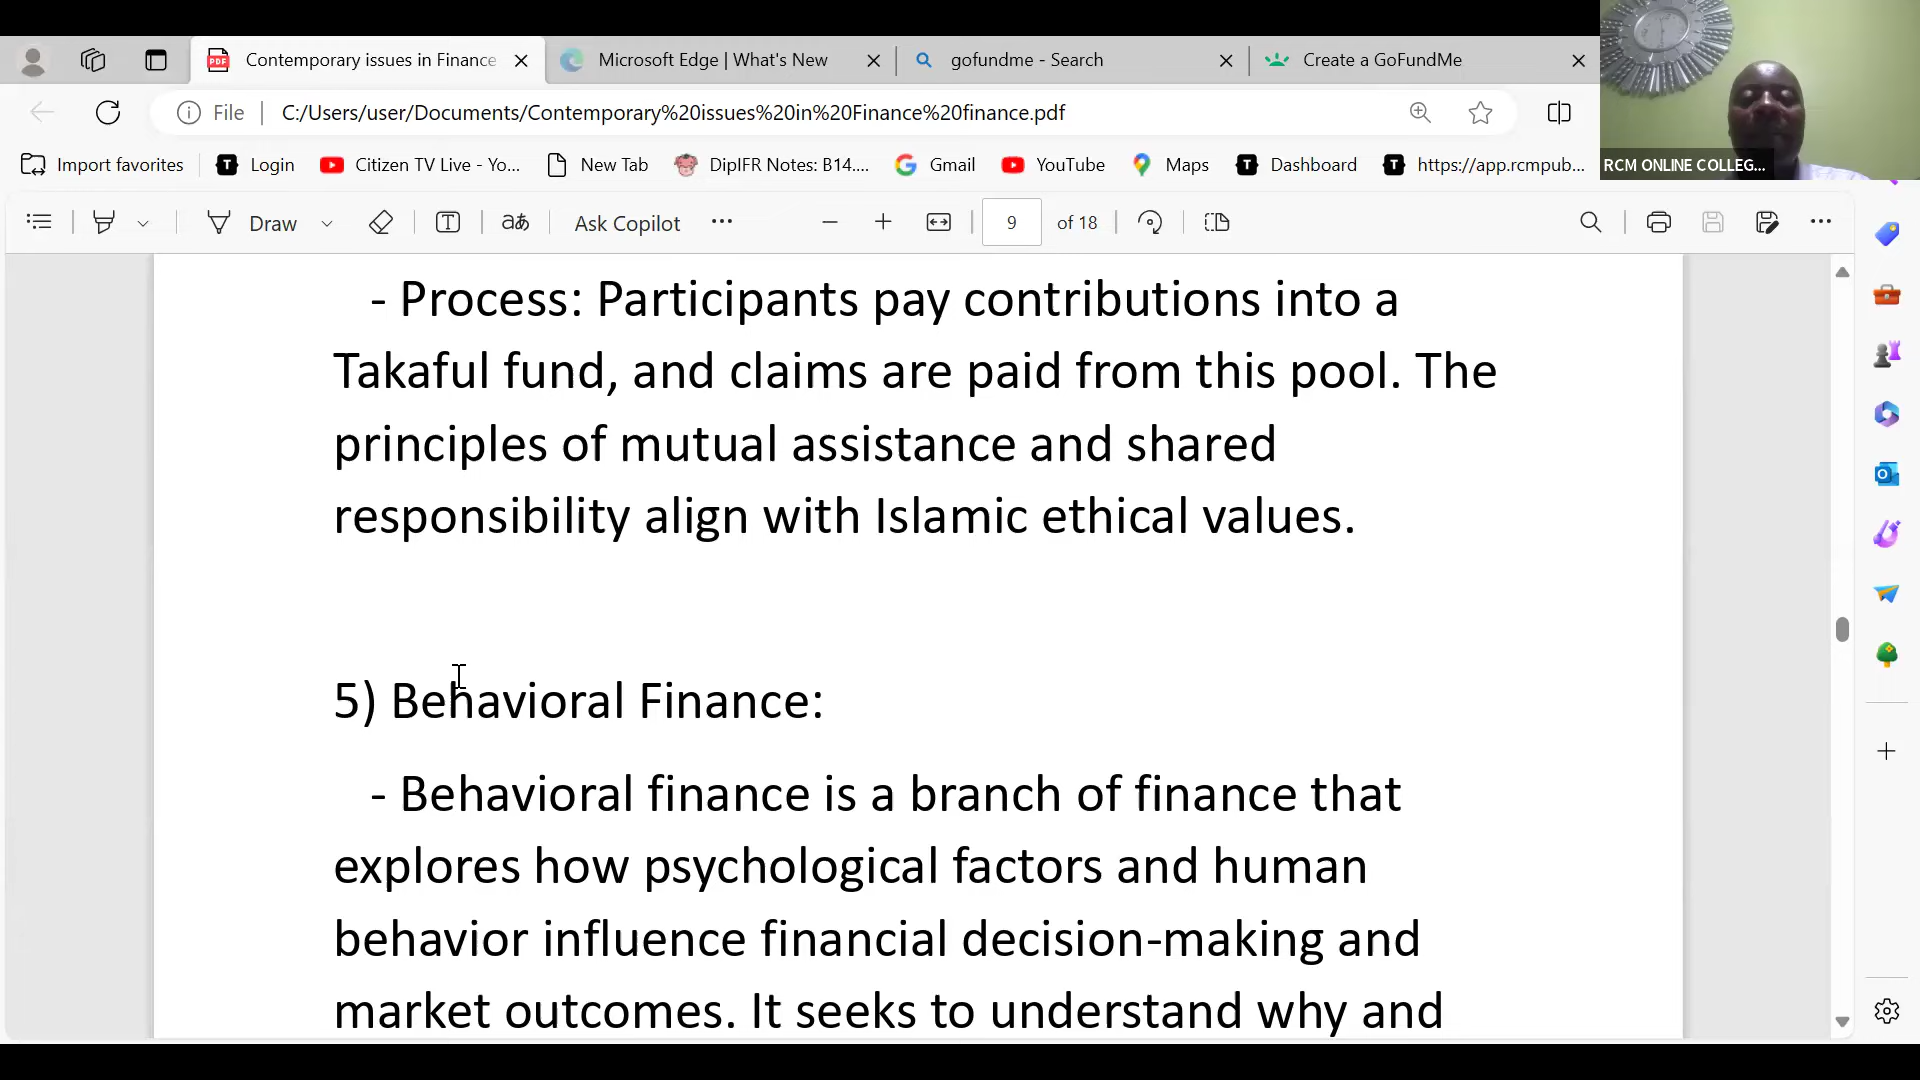 Contemporary issues in Finance
Microsoft Edge | What's New
gofundme - Search
Create a GoFundMe
File
C:/Users/user/Documents/Contemporary%20issues%20in%20Finance%20finance.pdf
Import favorites
Login
Citizen TV Live - Yo...
New Tab
DipIFR Notes: B14....
Gmail
YouTube
Maps
Dashboard
https://app.rcmpub...
RCM ONLINE COLLEG...
Draw
Ask Copilot
9
of 18
- Process: Participants pay contributions into a
Takaful fund, and claims are paid from this pool. The
principles of mutual assistance and shared
responsibility align with Islamic ethical values.
5) Behavioral Finance:
- Behavioral finance is a branch of finance that
explores how psychological factors and human
behavior influence financial decision-making and
market outcomes. It seeks to understand why and